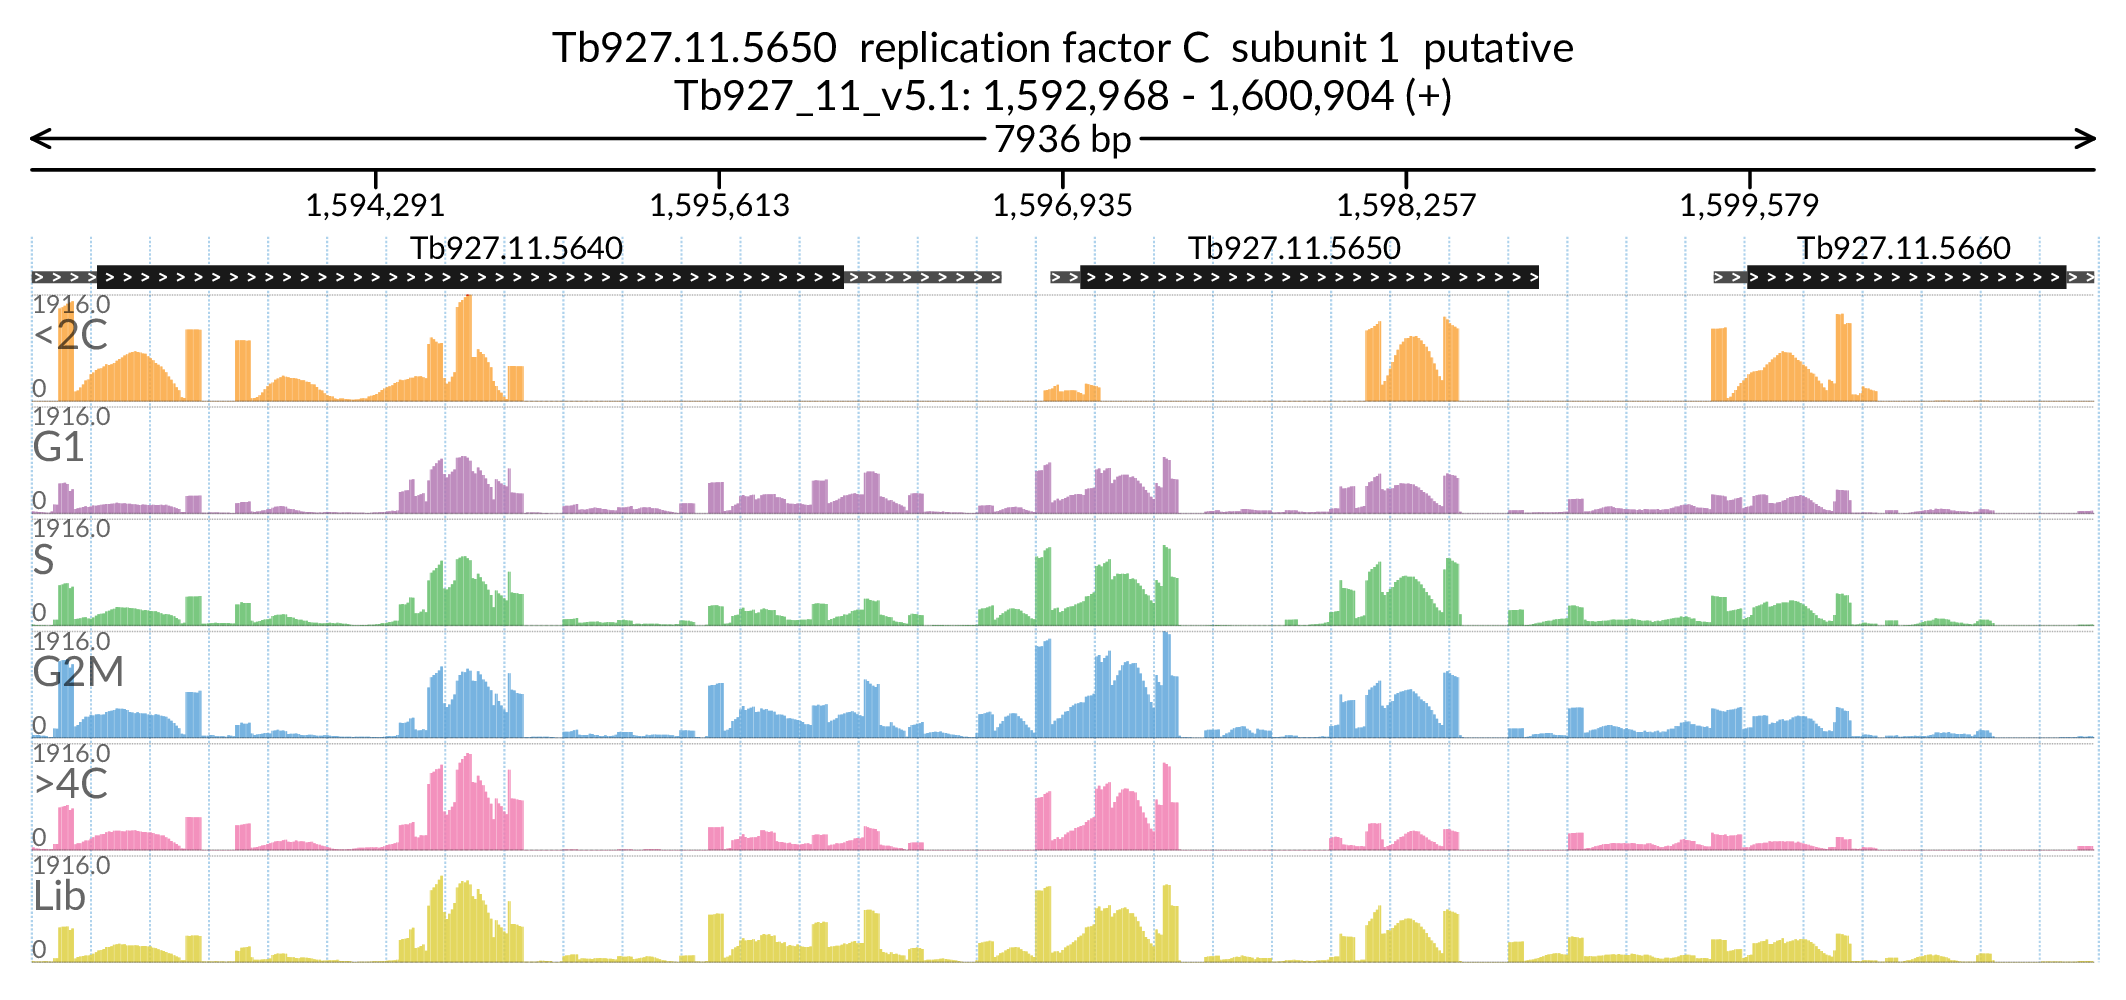 Tb927.11.5650  replication factor C  subunit 1  putative
Tb927_11_v5.1: 1,592,968 - 1,600,904 (+)
7936 bp
1,594,291 1,595,613 1,596,935 1,598,257 1,599,579
Tb927.11.5640 Tb927.11.5650 Tb927.11.5660
1916.0
<2C
0
1916.0
G1
0
1916.0
S
0
1916.0
G2M
0
1916.0
>4C
0
1916.0
Lib
0